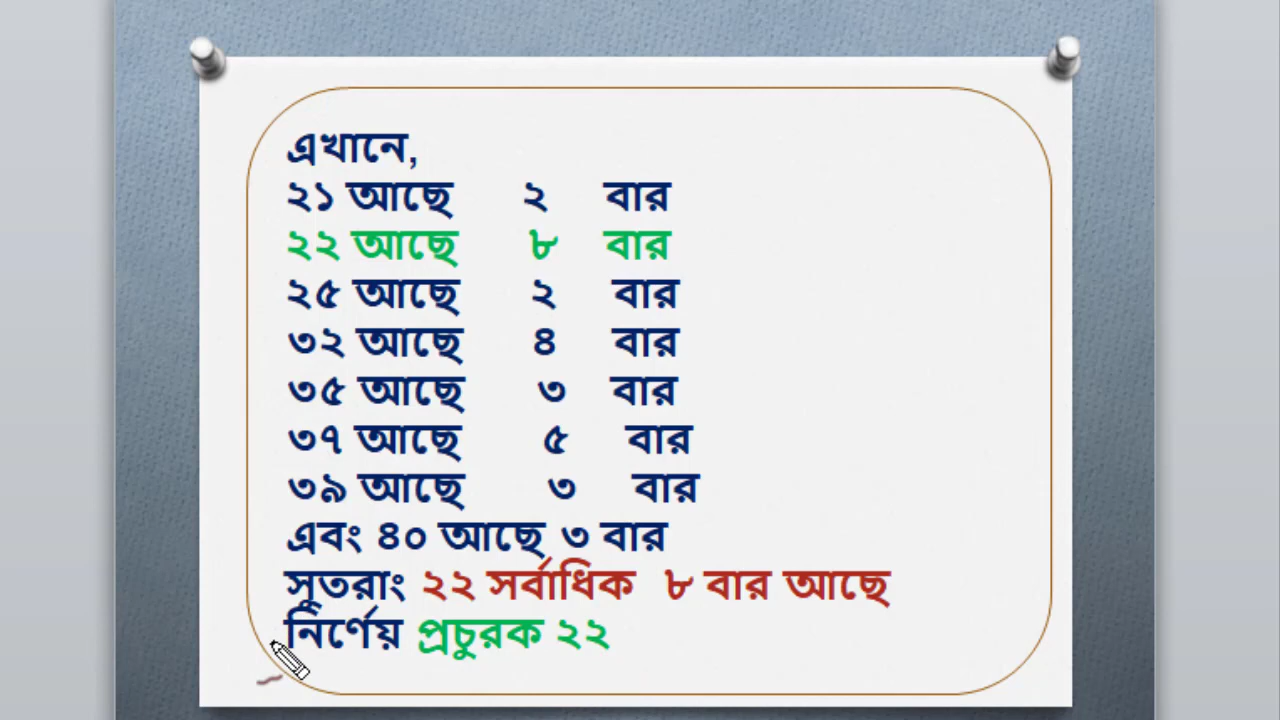 এখানে,
২১ আছে ২ বার
২২ আছে ৮ বার
২৫ আছে ২ বার
৩২ আছে ৪ বার
৩৫ আছে ৩ বার
৩৭ আছে ৫ বার
৩৯ আছে ৩ বার
এবং ৪০ আছে ৩ বার
সুতরাং ২২ সর্বাধিক ৮ বার আছে
নির্ণেয় প্রচুরক ২২